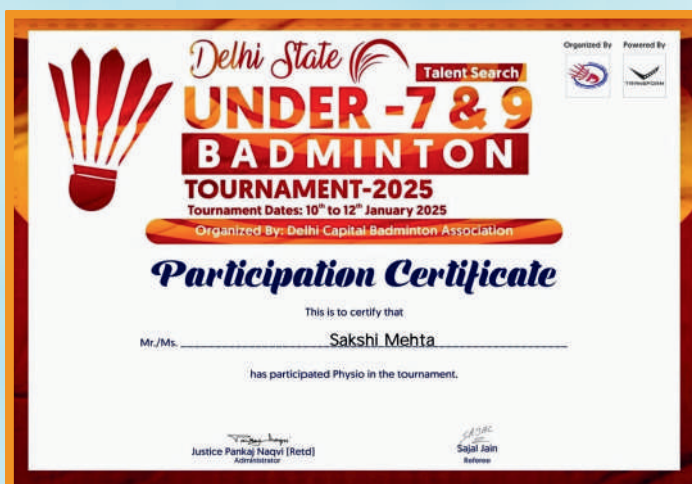 Delhi State
Talent Search
UNDER -7 & 9
BADMINTON
TOURNAMENT-2025
Tournament Dates: 10th to 12th January 2025
Organized By: Delhi Capital Badminton Association
Organized By
Powered By
Participation Certificate
This is to certify that
Mr./Ms. Sakshi Mehta
has participated Physio in the tournament.
Justice Pankaj Naqvi (Retd)
Administrator
Sajal Jain
Referee